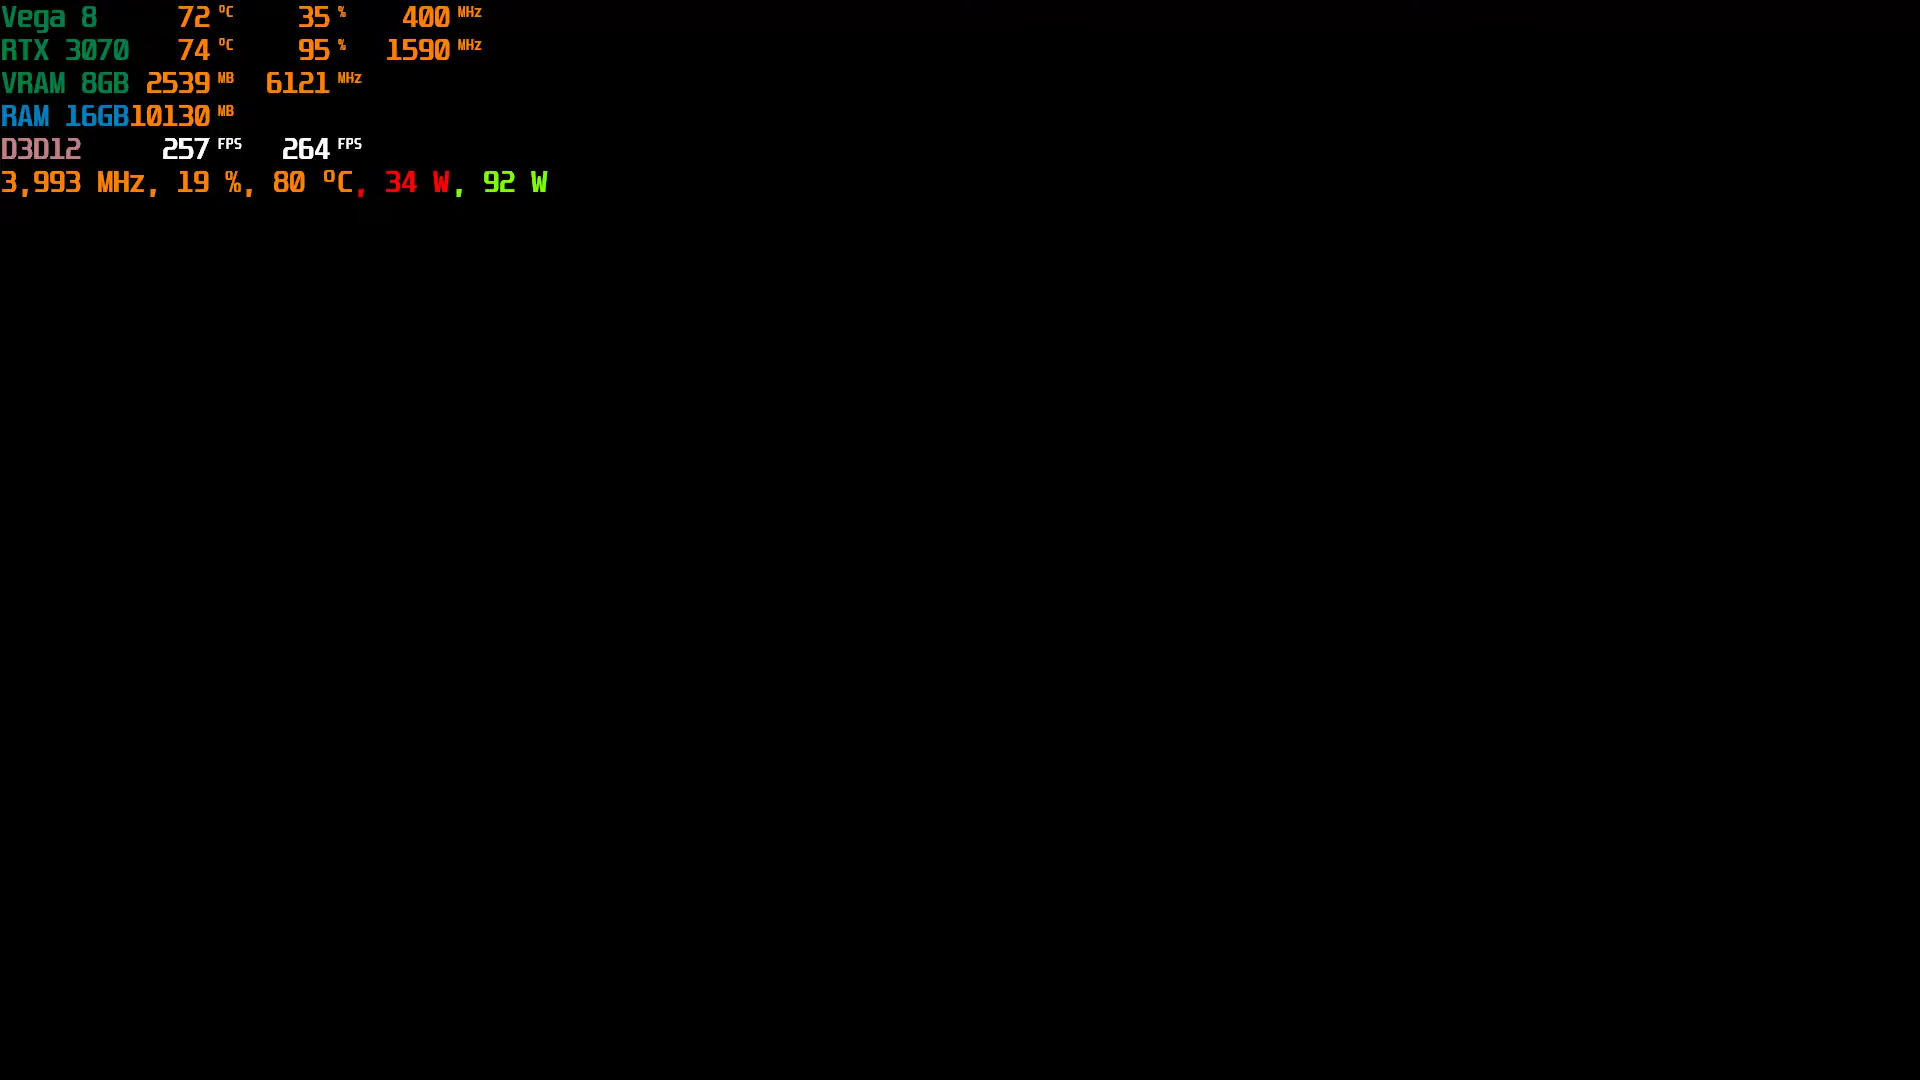 Vega 8 72 °C 35 % 400 MHz
RTX 3070 74 °C 95 % 1590 MHz
VRAM 8GB 2539 MB 6121 MHz
RAM 16GB10130 MB
D3D12 257 FPS 264 FPS
3,993 MHz, 19 %, 80 °C, 34 W, 92 W